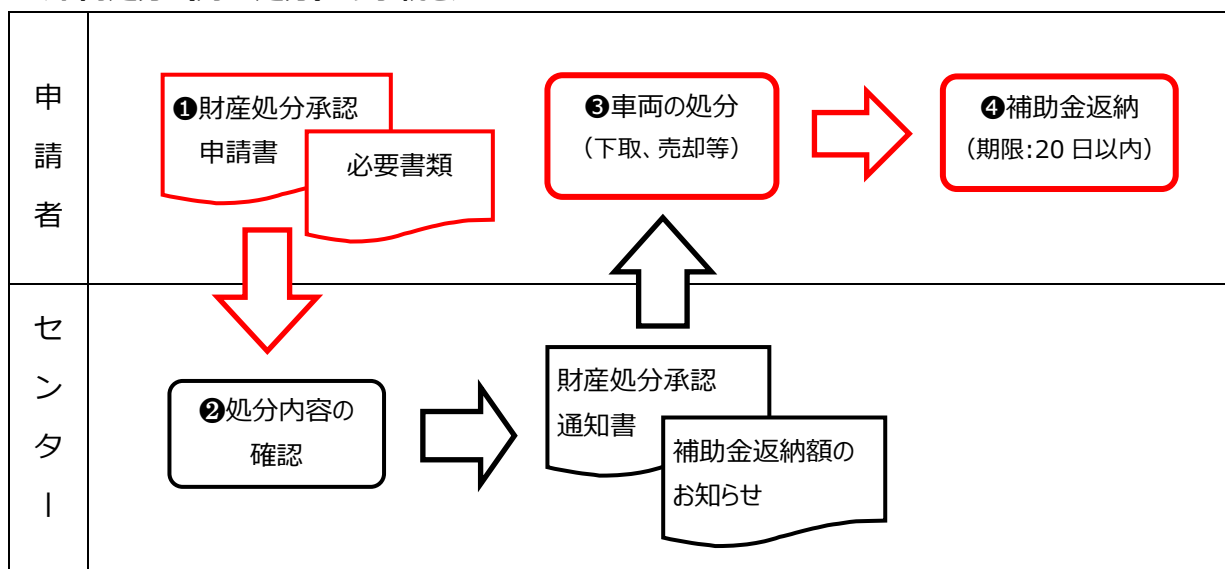 申請者
❶財産処分承認
申請書
必要書類
❸車両の処分
（下取、売却等）
❹補助金返納
（期限:20 日以内）
センター
❷処分内容の
確認
財産処分承認
通知書
補助金返納額の
お知らせ